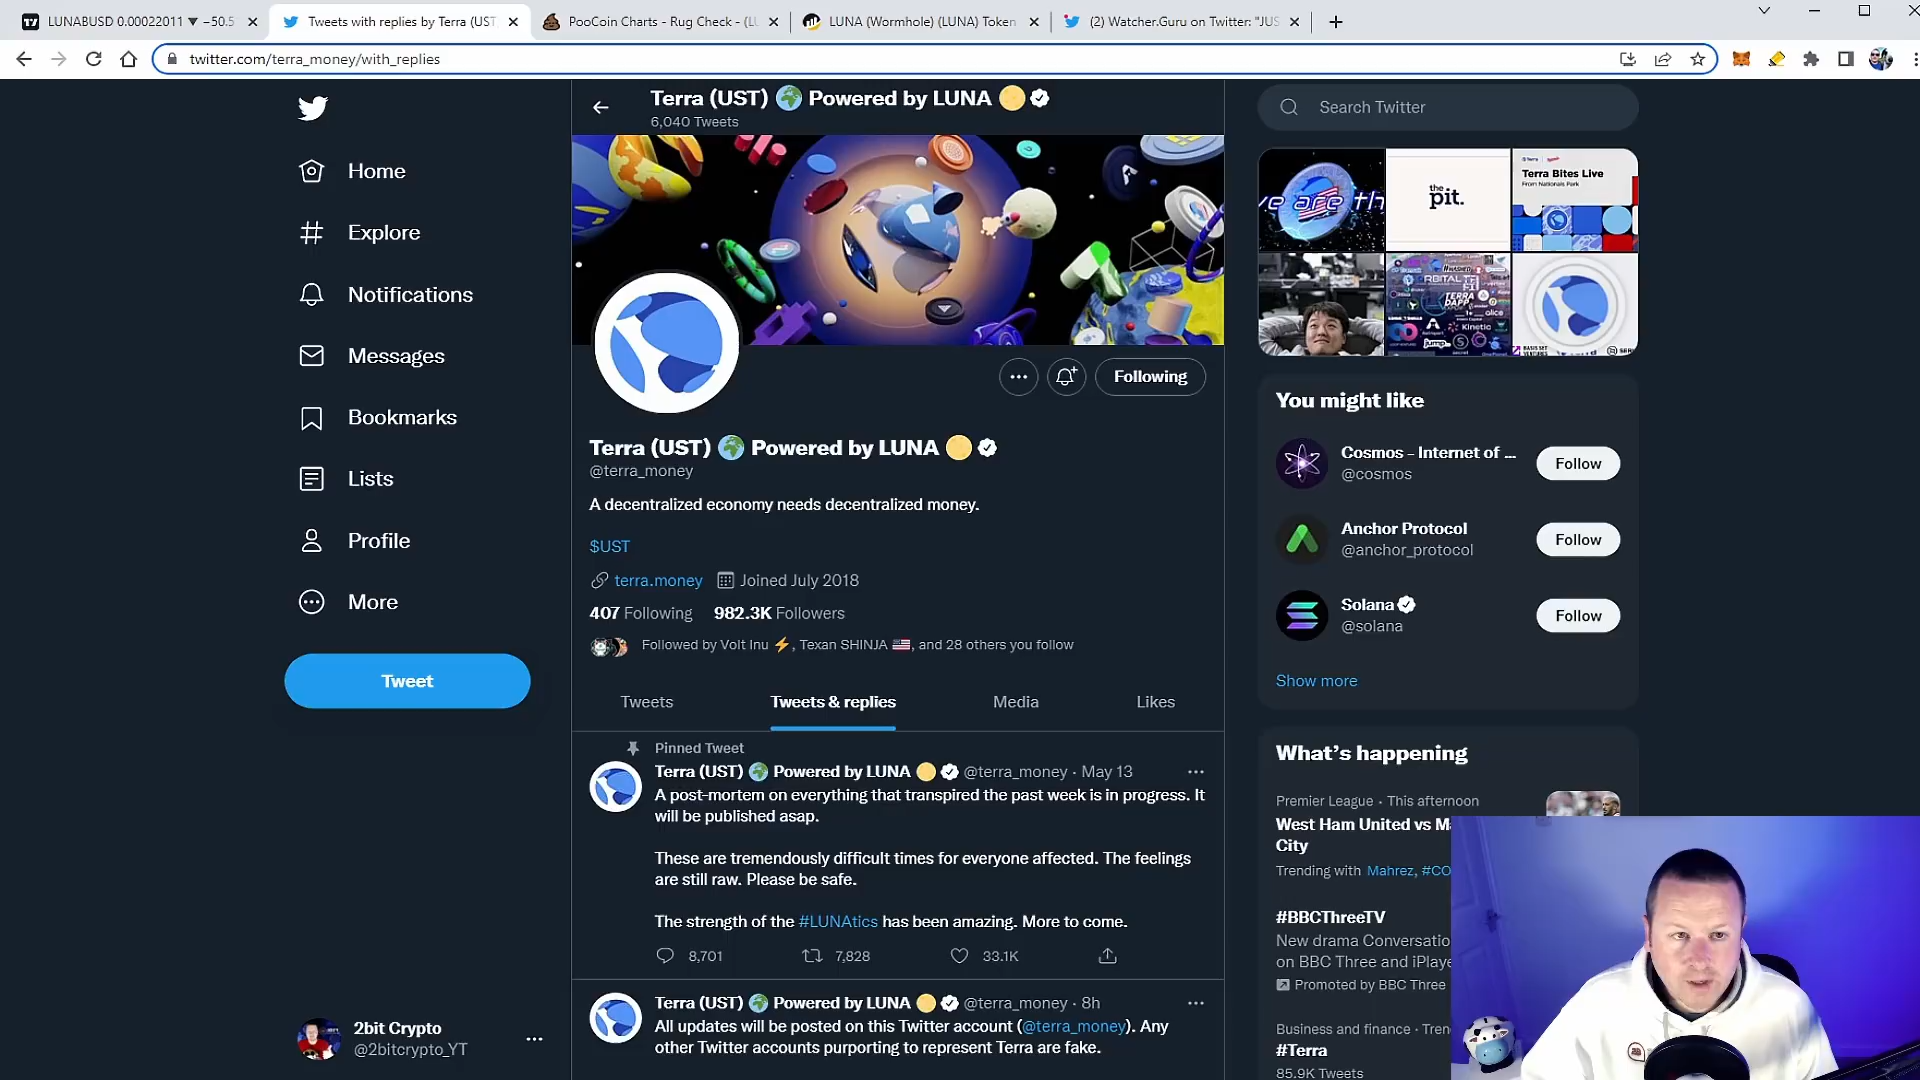 LUNABUSD 0.00022011 ▼ −50.5
Tweets with replies by Terra (UST
PooCoin Charts - Rug Check - (LU
LUNA (Wormhole) (LUNA) Token
(2) Watcher.Guru on Twitter: "JUS
twitter.com/terra_money/with_replies
Home
Explore
Notifications
Messages
Bookmarks
Lists
Profile
More
Tweet
2bit Crypto
@2bitcrypto_YT
Terra (UST) 🌍 Powered by LUNA 🌕
6,040 Tweets
Following
Terra (UST) 🌍 Powered by LUNA 🌕
@terra_money
A decentralized economy needs decentralized money.
$UST
terra.money Joined July 2018
407 Following 982.3K Followers
Followed by Volt Inu ⚡, Texan SHINJA 🇺🇸, and 28 others you follow
Tweets Tweets & replies Media Likes
Pinned Tweet
Terra (UST) 🌍 Powered by LUNA 🌕 @terra_money · May 13
A post-mortem on everything that transpired the past week is in progress. It
will be published asap.
These are tremendously difficult times for everyone affected. The feelings
are still raw. Please be safe.
The strength of the #LUNAtics has been amazing. More to come.
8,701 7,828 33.1K
Terra (UST) 🌍 Powered by LUNA 🌕 @terra_money · 8h
All updates will be posted on this Twitter account (@terra_money). Any
other Twitter accounts purporting to represent Terra are fake.
Search Twitter
ve are th
the
pit.
Terra Bites Live
From Nationals Park
You might like
Cosmos - Internet of ...
@cosmos
Follow
Anchor Protocol
@anchor_protocol
Follow
Solana
@solana
Follow
Show more
What's happening
Premier League · This afternoon
West Ham United vs M
City
Trending with Mahrez, #CO
#BBCThreeTV
New drama Conversatio
on BBC Three and iPlaye
Promoted by BBC Three
Business and finance · Tren
#Terra
85.9K Tweets